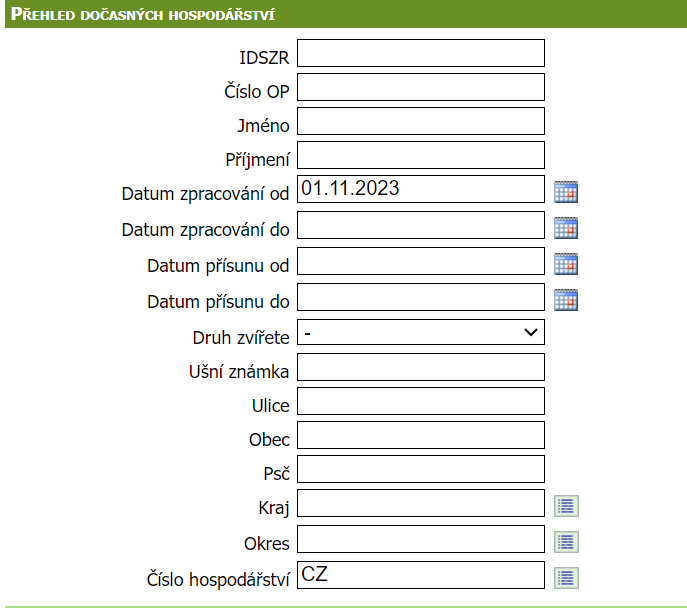 Přehled dočasných hospodářství
IDSZR
Číslo OP
Jméno
Příjmení
Datum zpracování od 01.11.2023
Datum zpracování do
Datum přísunu od
Datum přísunu do
Druh zvířete -
Ušní známka
Ulice
Obec
Psč
Kraj
Okres
Číslo hospodářství CZ